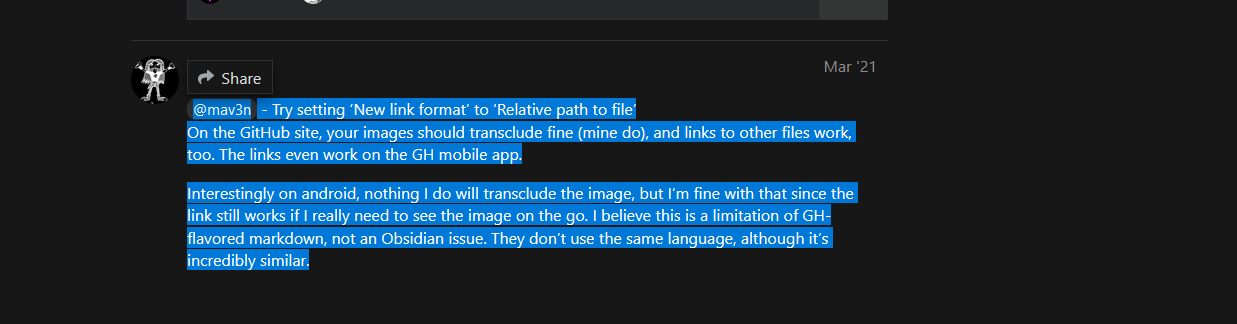 Mar ‘21
Share
@mav3n - Try setting ‘New link format’ to ‘Relative path to file’
On the GitHub site, your images should transclude fine (mine do), and links to other files work,
too. The links even work on the GH mobile app.
Interestingly on android, nothing I do will transclude the image, but I’m fine with that since the
link still works if I really need to see the image on the go. I believe this is a limitation of GH-
flavored markdown, not an Obsidian issue. They don’t use the same language, although it’s
incredibly similar.